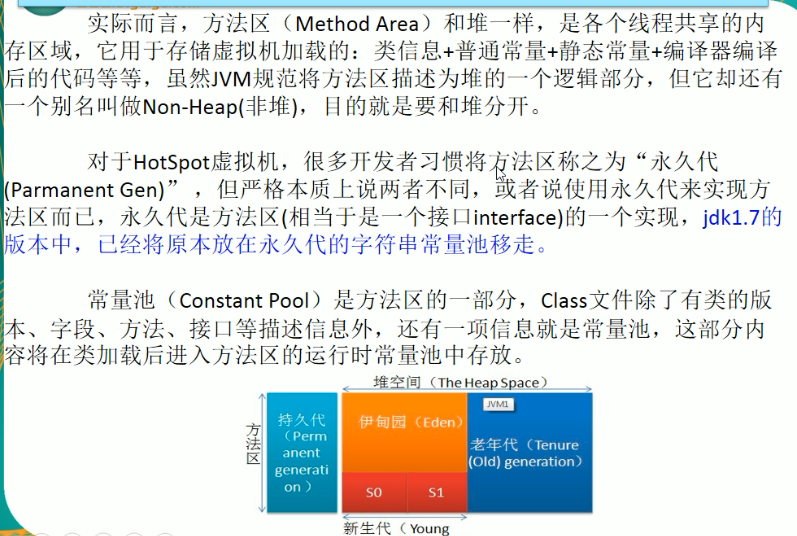 实际而言，方法区（Method Area）和堆一样，是各个线程共享的内
存区域，它用于存储虚拟机加载的：类信息+普通常量+静态常量+编译器编译
后的代码等等，虽然JVM规范将方法区描述为堆的一个逻辑部分，但它却还有
一个别名叫做Non-Heap(非堆)，目的就是要和堆分开。
对于HotSpot虚拟机，很多开发者习惯将方法区称之为“永久代
(Parmanent Gen)” ，但严格本质上说两者不同，或者说使用永久代来实现方
法区而已，永久代是方法区(相当于是一个接口interface)的一个实现，jdk1.7的
版本中，已经将原本放在永久代的字符串常量池移走。
常量池（Constant Pool）是方法区的一部分，Class文件除了有类的版
本、字段、方法、接口等描述信息外，还有一项信息就是常量池，这部分内
容将在类加载后进入方法区的运行时常量池中存放。
堆空间（The Heap Space）
方法区
持久代
（Perm
anent
generati
on ）
伊甸园（Eden）
S0
S1
JVM1
老年代（Tenure
(Old) generation）
新生代（ Young